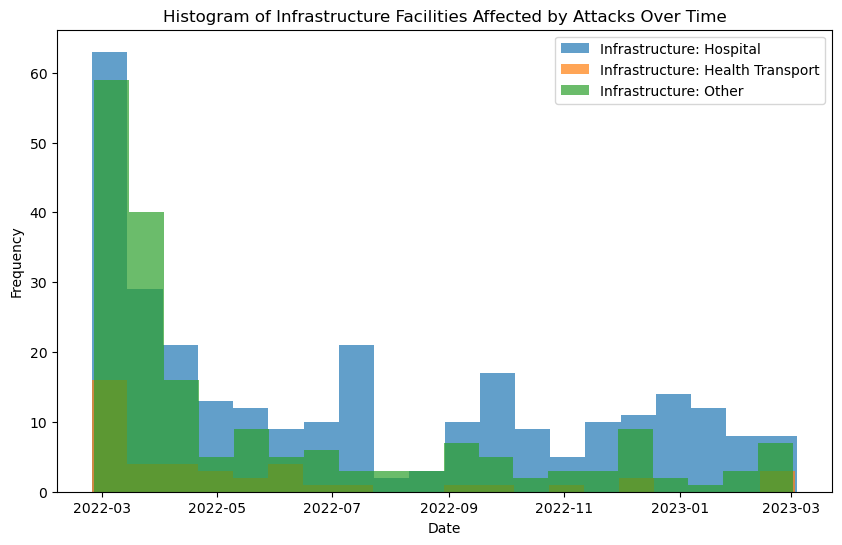 Histogram of Infrastructure Facilities Affected by Attacks Over Time
Infrastructure: Hospital
Infrastructure: Health Transport
Infrastructure: Other
Frequency
60
50
40
30
20
10
0
2022-03 2022-05 2022-07 2022-09 2022-11 2023-01 2023-03
Date